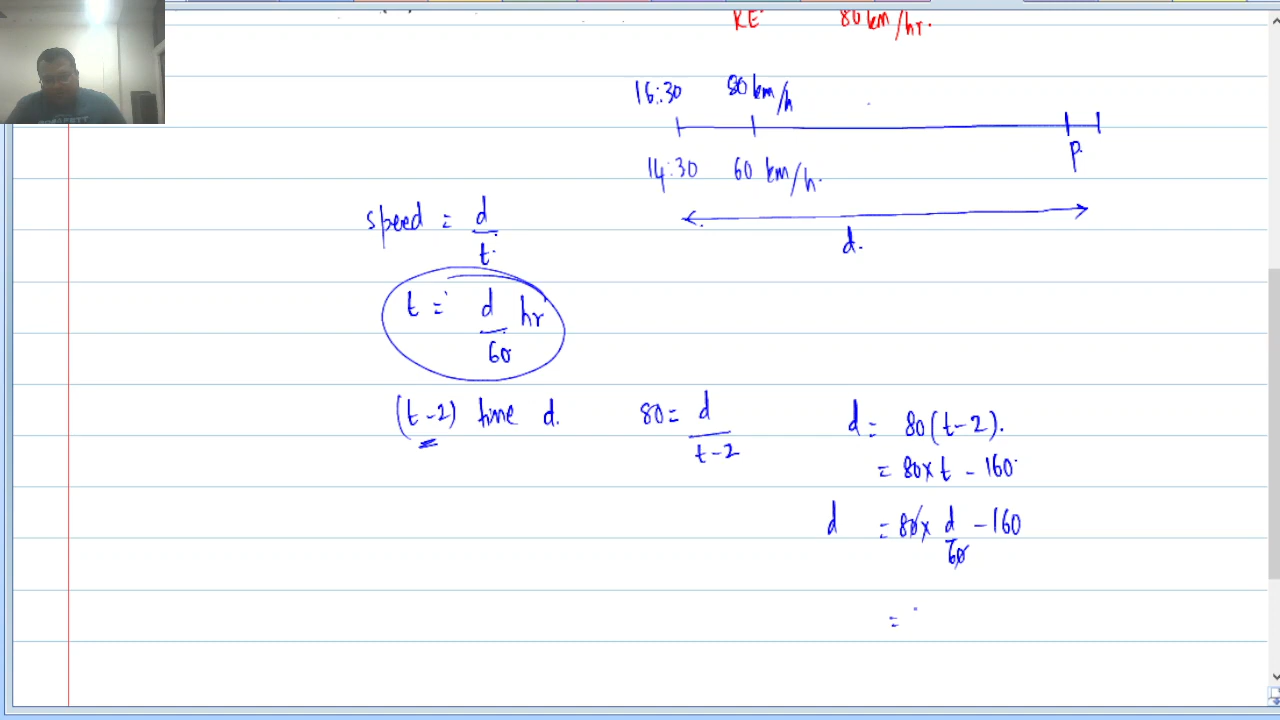 RE 80 km/hr.
16:30 80 km/h
14:30 60 km/h.
p.
d.
speed = d/t.
t = d/60 hr
(t-2) time d. 80 = d/t-2
d = 80(t-2).
= 80×t - 160.
d = 80× d/60 - 160
=